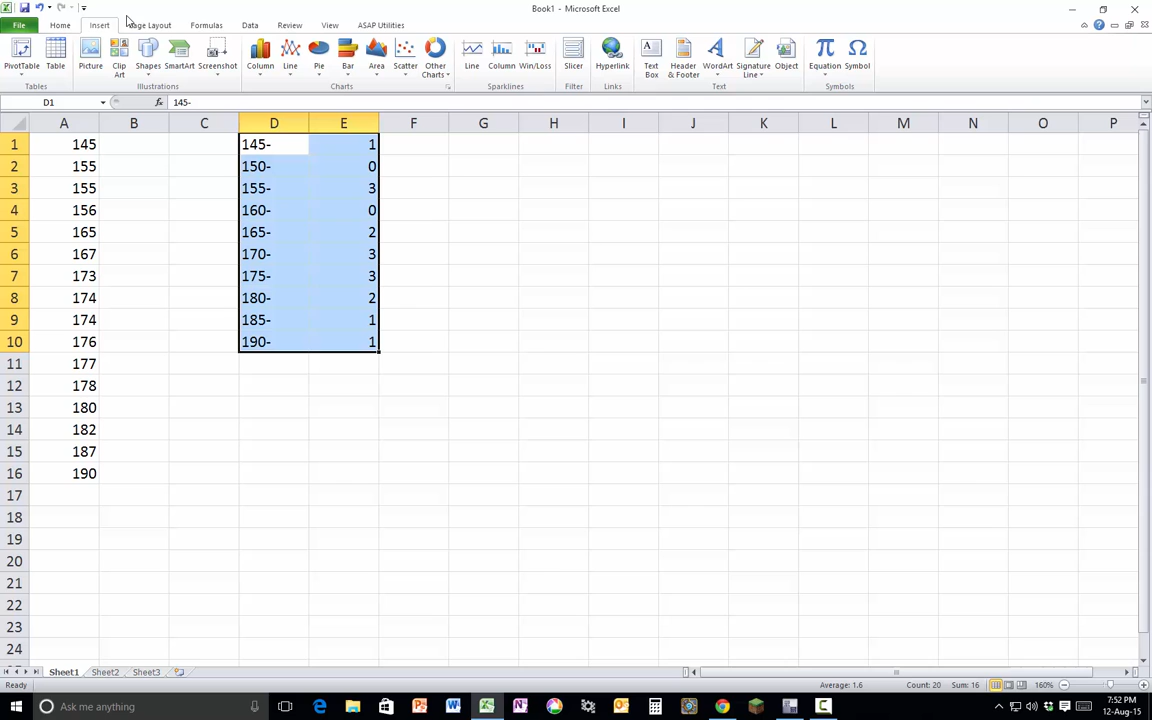 Book1 - Microsoft Excel
File Home Insert Page Layout Formulas Data Review View ASAP Utilities
PivotTable Table Picture Clip Art Shapes SmartArt Screenshot Column Line Pie Bar Area Scatter Other Charts Line Column Win/Loss Slicer Hyperlink Text Box Header & Footer WordArt Signature Line Object Equation Symbol
Tables Illustrations Charts Sparklines Filter Links Text Symbols
D1 fx 145-
A B C D E F G H I J K L M N O P
1 145 145- 1
2 155 150- 0
3 155 155- 3
4 156 160- 0
5 165 165- 2
6 167 170- 3
7 173 175- 3
8 174 180- 2
9 174 185- 1
10 176 190- 1
11 177
12 178
13 180
14 182
15 187
16 190
17
18
19
20
21
22
23
24
Sheet1 Sheet2 Sheet3
Ready Average: 1.6 Count: 20 Sum: 16 160%
Ask me anything 7:52 PM
12-Aug-15